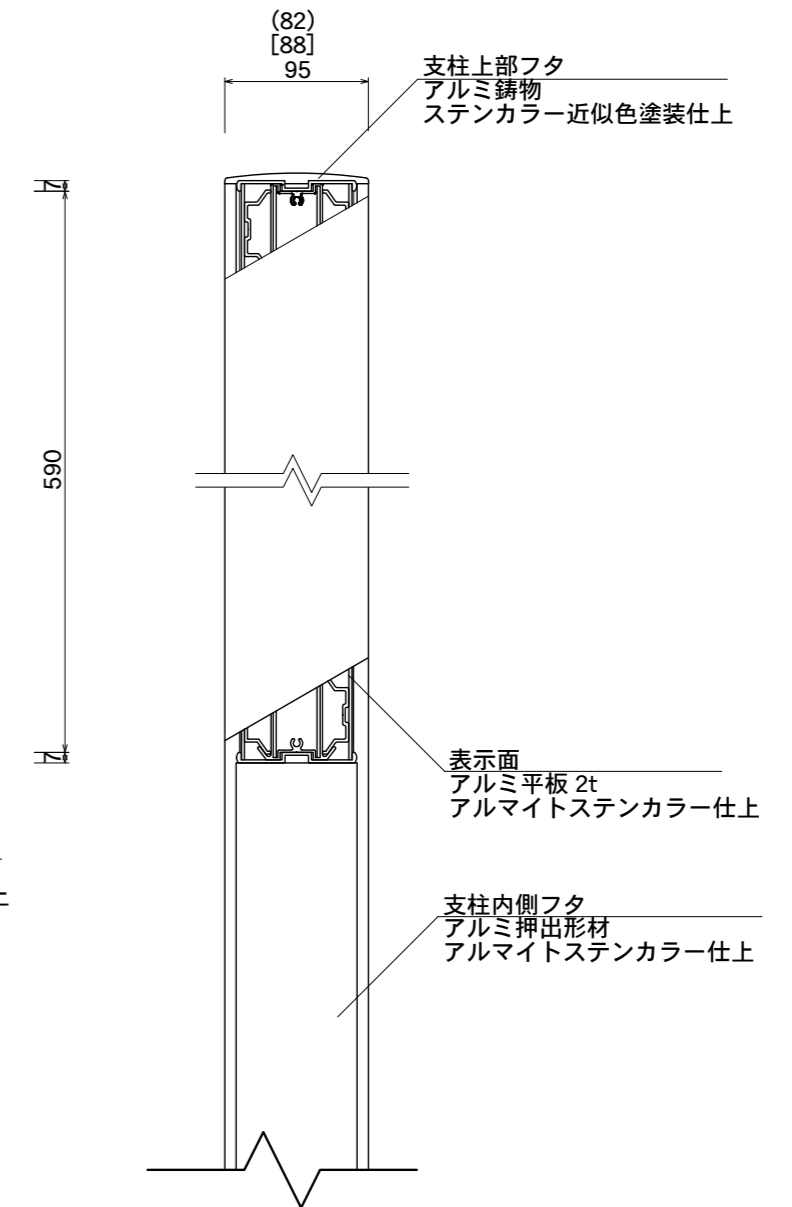 (82)
[88]
95
支柱上部フタ
アルミ鋳物
ステンカラー近似色塗装仕上
7
590
7
表示面
アルミ平板 2t
アルマイトステンカラー仕上
上
支柱内側フタ
アルミ押出形材
アルマイトステンカラー仕上